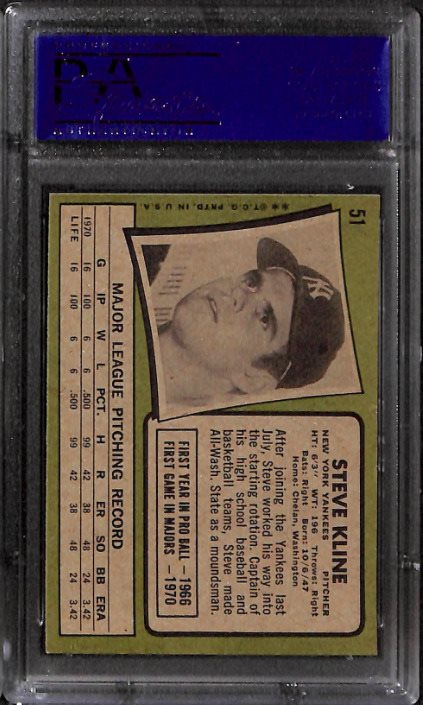 PSA
51
**©T.C.G. PRTD. IN U.S.A.
NY
STEVE KLINE
NEW YORK YANKEES PITCHER
HT: 6'3" WT: 196 Throws: Right
Bats: Right Born: 10/6/47
Home: Chelan, Washington
After joining the Yankees last
July Steve worked his way into
the starting rotation. Captain of
his high school baseball and
basketball teams, Steve made
All-Wash. State as a moundsman.
FIRST YEAR IN PRO BALL — 1966
FIRST GAME IN MAJORS — 1970
MAJOR LEAGUE PITCHING RECORD
G IP W L PCT. H R ER SO BB ERA
1970 16 100 6 6 .500 99 42 38 48 24 3.42
LIFE 16 100 6 6 .500 99 42 38 48 24 3.42